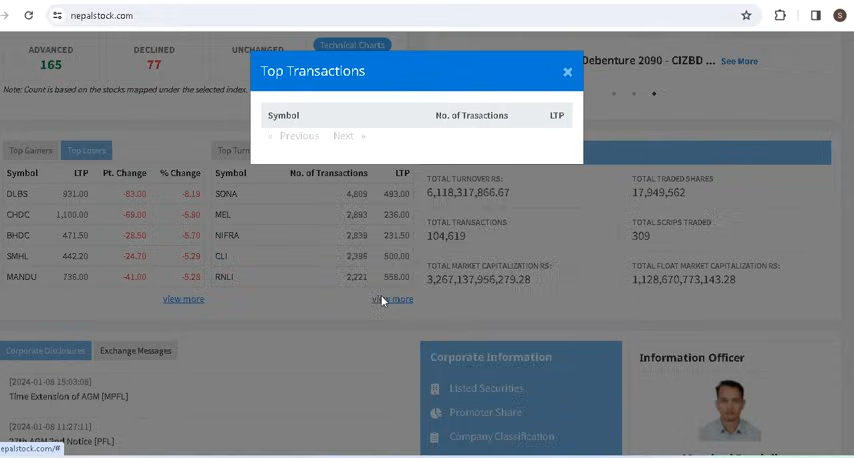 nepalstock.com
S
ADVANCED DECLINED UNCHANGED Technical Charts
165 77
Note: Count is based on the stocks mapped under the selected index.
Debenture 2090 - CIZBD ... See More
Top Transactions ×
Symbol No. of Trasactions LTP
« Previous Next »
Top Gainers Top Losers Top Turn
Symbol LTP Pt. Change % Change
DLBS 931.00 -83.00 -8.19
CHDC 1,100.00 -69.00 -5.90
BHDC 471.50 -28.50 -5.70
SMHL 442.20 -24.70 -5.29
MANDU 736.00 -41.00 -5.28
view more
Symbol No. of Transactions LTP
SONA 4,809 493.00
MEL 2,893 236.00
NIFRA 2,839 231.50
CLI 2,396 500.00
RNLI 2,221 558.00
view more
TOTAL TURNOVER RS: TOTAL TRADED SHARES
6,118,317,866.67 17,949,562
TOTAL TRANSACTIONS TOTAL SCRIPS TRADED
104,619 309
TOTAL MARKET CAPITALIZATION RS: TOTAL FLOAT MARKET CAPITALIZATION RS:
3,267,137,956,279.28 1,128,670,773,143.28
Corporate Disclosures Exchange Messages
[2024-01-08 15:03:08]
Time Extension of AGM [MPFL]
[2024-01-08 11:27:11]
27th AGM 2nd Notice [PFL]
Corporate Information
Listed Securities
Promoter Share
Company Classification
Information Officer
epalstock.com/#